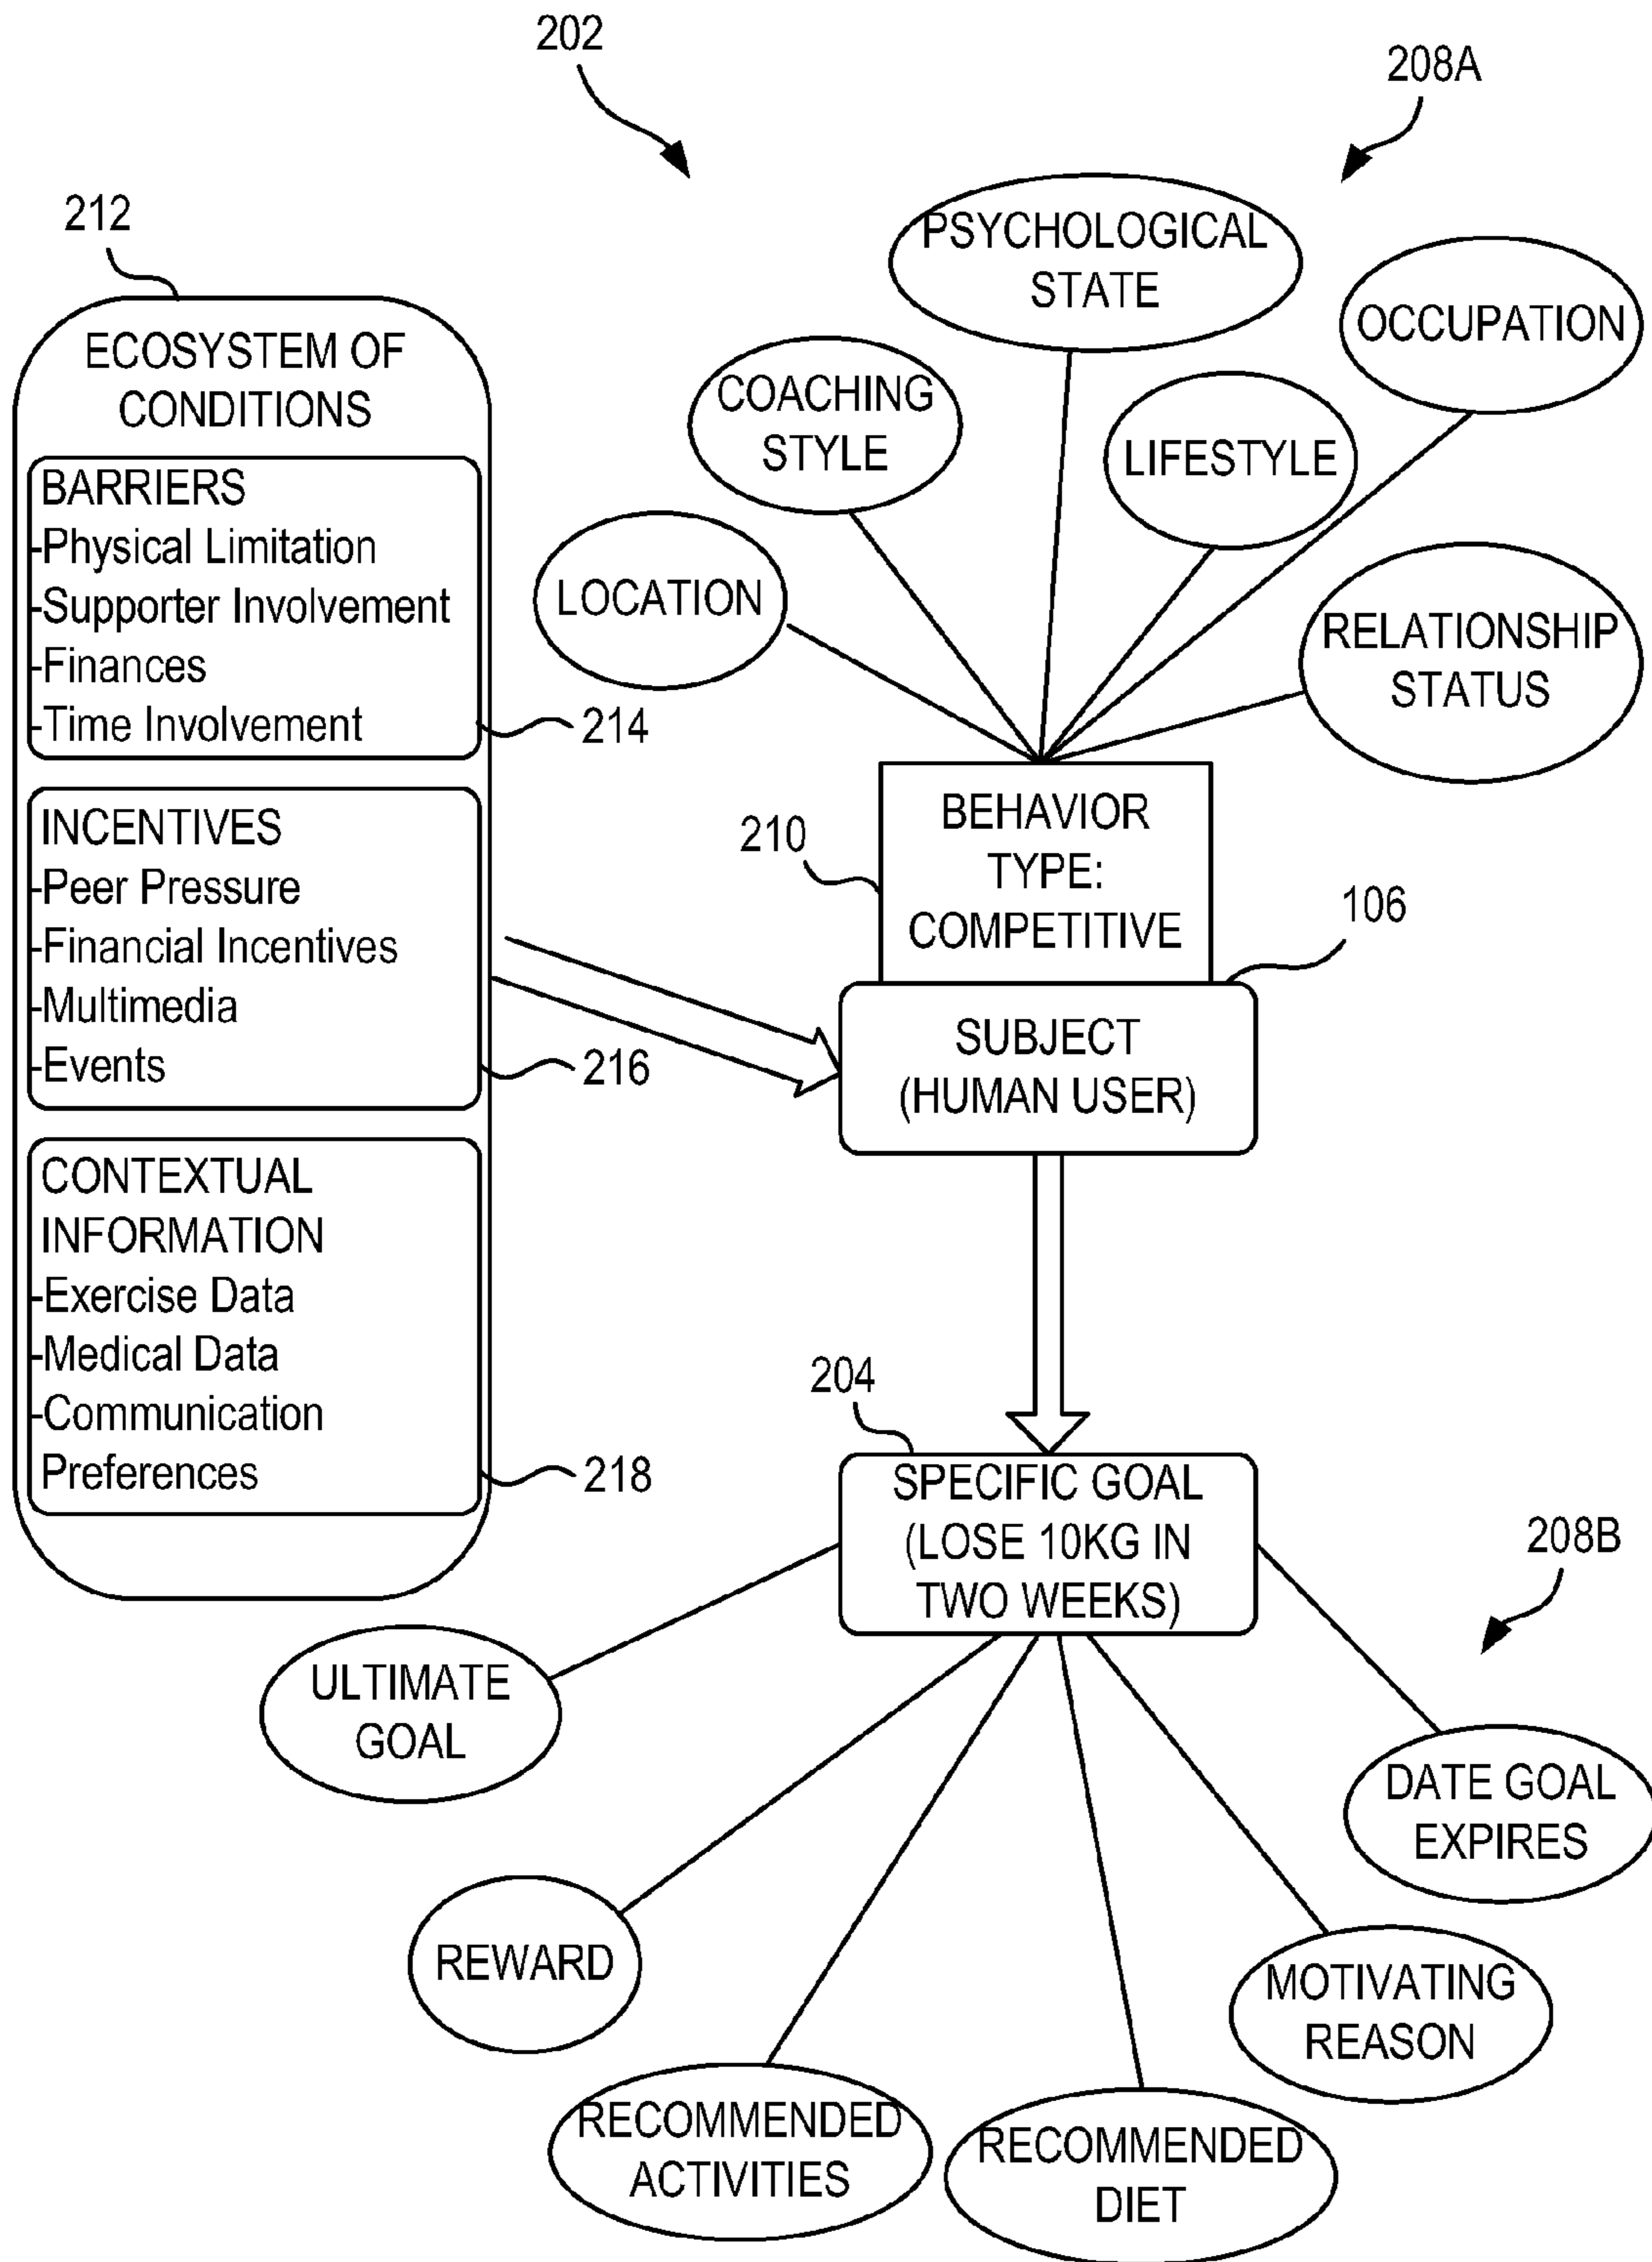 202
208A
212
PSYCHOLOGICAL
STATE
OCCUPATION
COACHING
STYLE
LIFESTYLE
LOCATION
RELATIONSHIP
STATUS
ECOSYSTEM OF
CONDITIONS
BARRIERS
-Physical Limitation
-Supporter Involvement
-Finances
-Time Involvement
214
INCENTIVES
-Peer Pressure
-Financial Incentives
-Multimedia
-Events
216
CONTEXTUAL
INFORMATION
-Exercise Data
-Medical Data
-Communication
Preferences
218
210
BEHAVIOR
TYPE:
COMPETITIVE
106
SUBJECT
(HUMAN USER)
204
SPECIFIC GOAL
(LOSE 10KG IN
TWO WEEKS)
208B
ULTIMATE
GOAL
DATE GOAL
EXPIRES
REWARD
MOTIVATING
REASON
RECOMMENDED
ACTIVITIES
RECOMMENDED
DIET